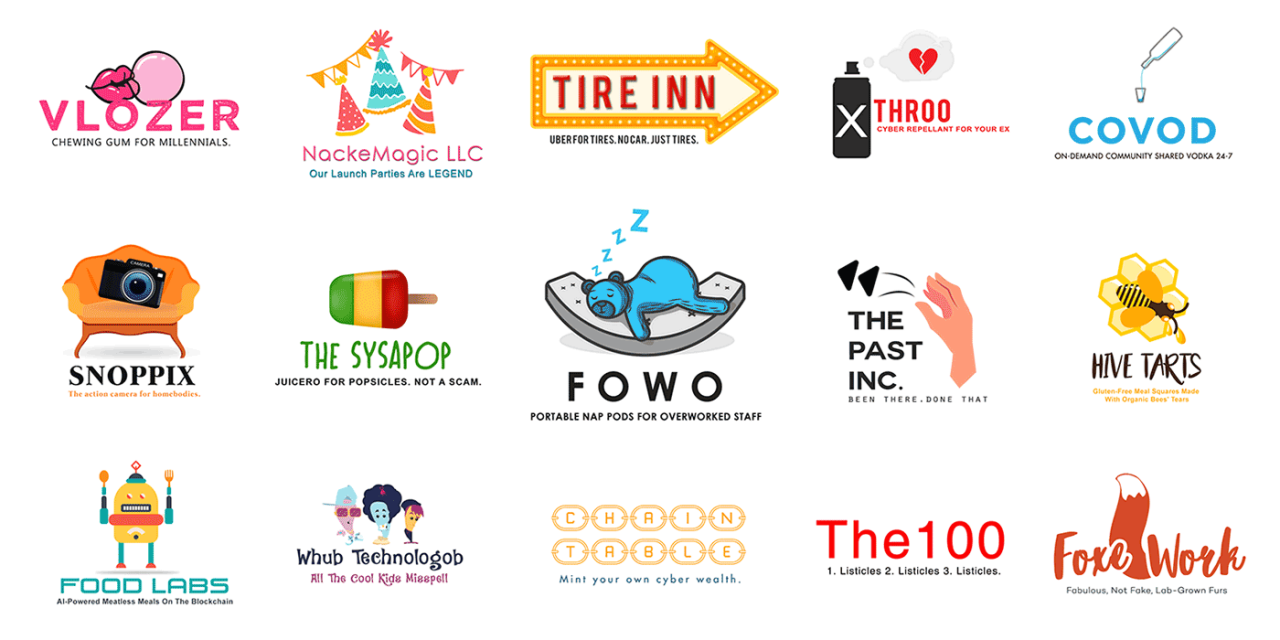 VLOZER
CHEWING GUM FOR MILLENNIALS.
NackeMagic LLC
Our Launch Parties Are LEGEND
TIRE INN
UBER FOR TIRES. NO CAR. JUST TIRES.
X THROO
CYBER REPELLANT FOR YOUR EX
COVOD
ON-DEMAND COMMUNITY SHARED VODKA 24-7
CAMERA
SNOPPIX
The action camera for homebodies.
THE SYSAPOP
JUICERO FOR POPSICLES. NOT A SCAM.
Z
Z
Z
Z
Z
FOWO
PORTABLE NAP PODS FOR OVERWORKED STAFF
THE
PAST
INC.
BEEN THERE.DONE THAT
HIVE TARTS
Gluten-Free Meal Squares Made
With Organic Bees' Tears
FOOD LABS
AI-Powered Meatless Meals On The Blockchain
Whub Technologob
All The Cool Kids Misspell
CHAIN
TABLE
Mint your own cyber wealth.
The100
1. Listicles 2. Listicles 3. Listicles.
Foxe Work
Fabulous, Not Fake, Lab-Grown Furs